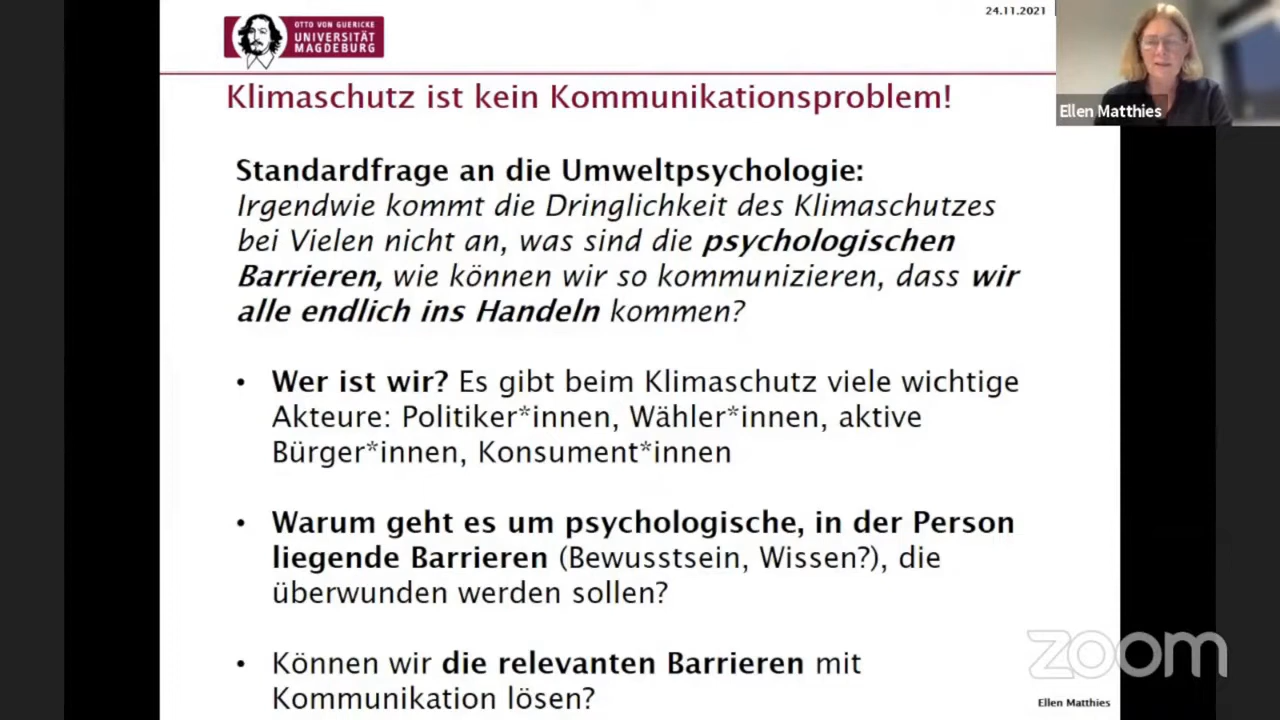 24.11.2021
OTTO VON GUERICKE
UNIVERSITÄT
MAGDEBURG
Klimaschutz ist kein Kommunikationsproblem!
Ellen Matthies
Standardfrage an die Umweltpsychologie:
Irgendwie kommt die Dringlichkeit des Klimaschutzes
bei Vielen nicht an, was sind die psychologischen
Barrieren, wie können wir so kommunizieren, dass wir
alle endlich ins Handeln kommen?
• Wer ist wir? Es gibt beim Klimaschutz viele wichtige
Akteure: Politiker*innen, Wähler*innen, aktive
Bürger*innen, Konsument*innen
• Warum geht es um psychologische, in der Person
liegende Barrieren (Bewusstsein, Wissen?), die
überwunden werden sollen?
• Können wir die relevanten Barrieren mit
Kommunikation lösen?
zoom
Ellen Matthies